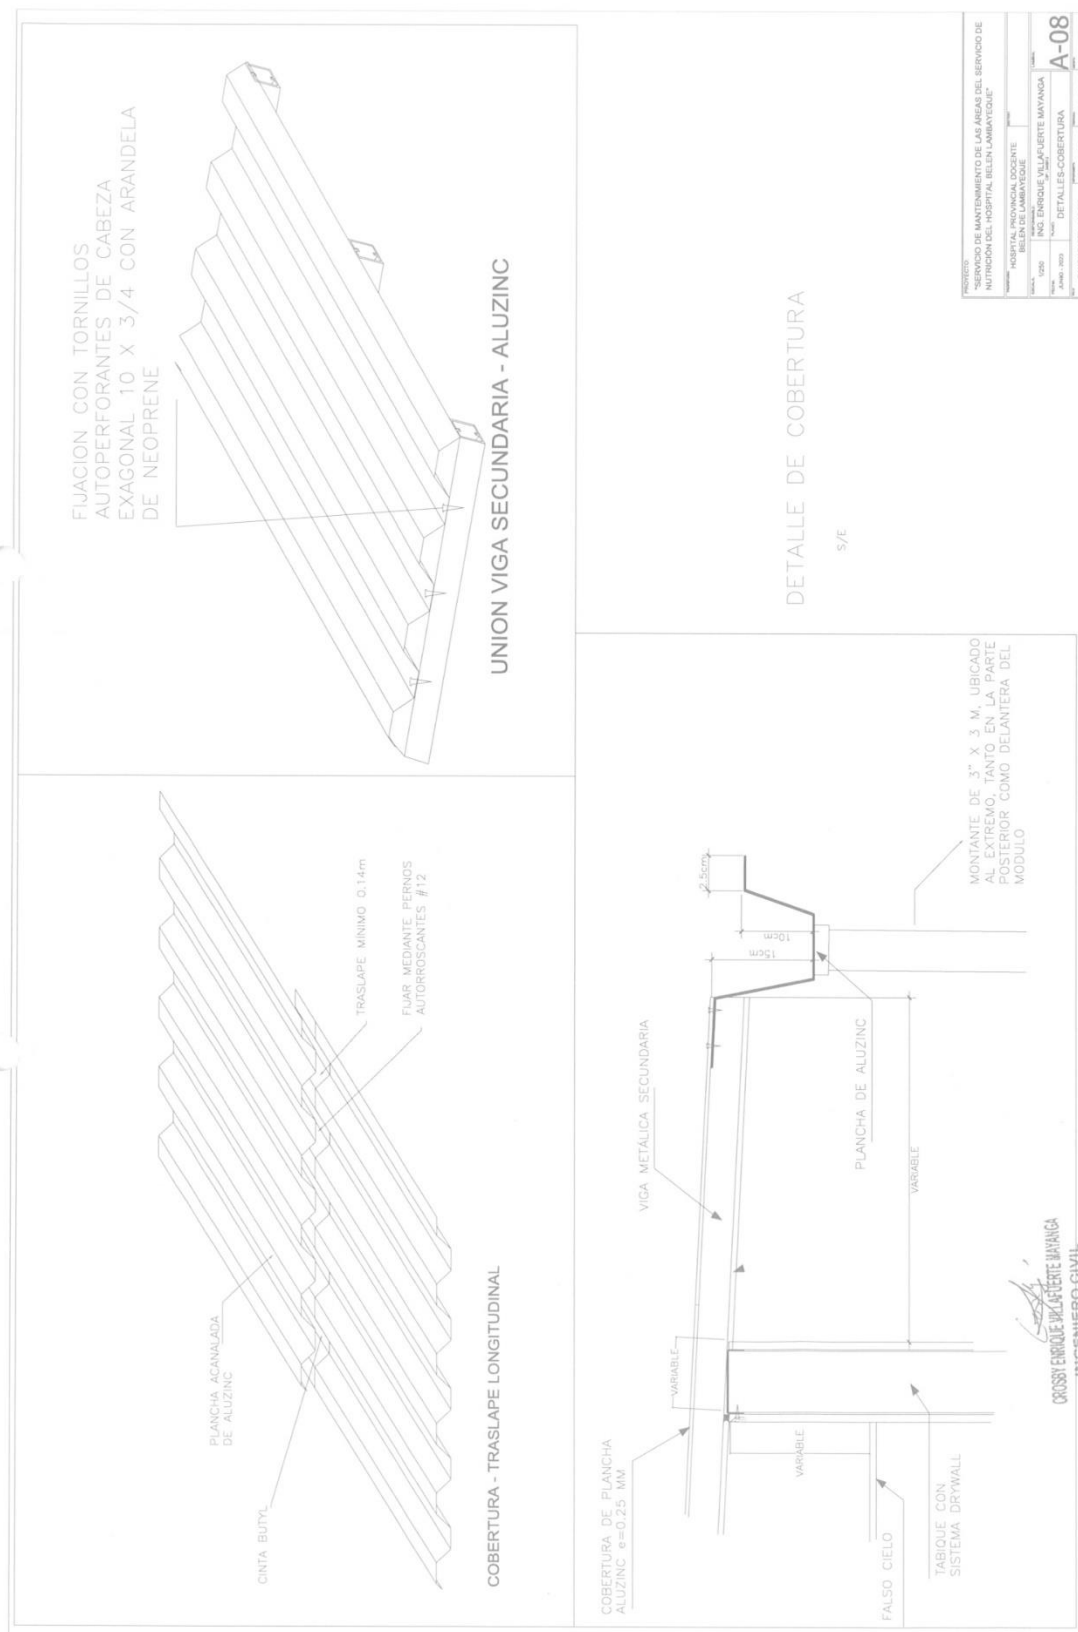 PLANCHA ACANALADA
DE ALUZINC
CINTA BUTYL
TRASLAPE MÍNIMO 0.14m
FIJAR MEDIANTE PERNOS
AUTORROSCANTES #12
COBERTURA - TRASLAPE LONGITUDINAL
FIJACION CON TORNILLOS
AUTOPERFORANTES DE CABEZA
EXAGONAL 10 X 3/4 CON ARANDELA
DE NEOPRENE
UNION VIGA SECUNDARIA - ALUZINC
COBERTURA DE PLANCHA
ALUZINC e=0.25 MM
VIGA METÁLICA SECUNDARIA
2.5cm
10cm
15cm
VARIABLE
VARIABLE
VARIABLE
PLANCHA DE ALUZINC
FALSO CIELO
TABIQUE CON
SISTEMA DRYWALL
MONTANTE DE 3" X 3 M, UBICADO
AL EXTREMO, TANTO EN LA PARTE
POSTERIOR COMO DELANTERA DEL
MODULO
DETALLE DE COBERTURA
S/E
CROSBY ENRIQUE VILLAFUERTE MAYANGA
INGENIERO CIVIL
PROYECTO:
"SERVICIO DE MANTENIMIENTO DE LAS ÁREAS DEL SERVICIO DE
NUTRICIÓN DEL HOSPITAL BELEN LAMBAYEQUE"
HOSPITAL PROVINCIAL DOCENTE
BELEN DE LAMBAYEQUE
1/250
ING. ENRIQUE VILLAFUERTE MAYANGA
DETALLES-COBERTURA
A-08